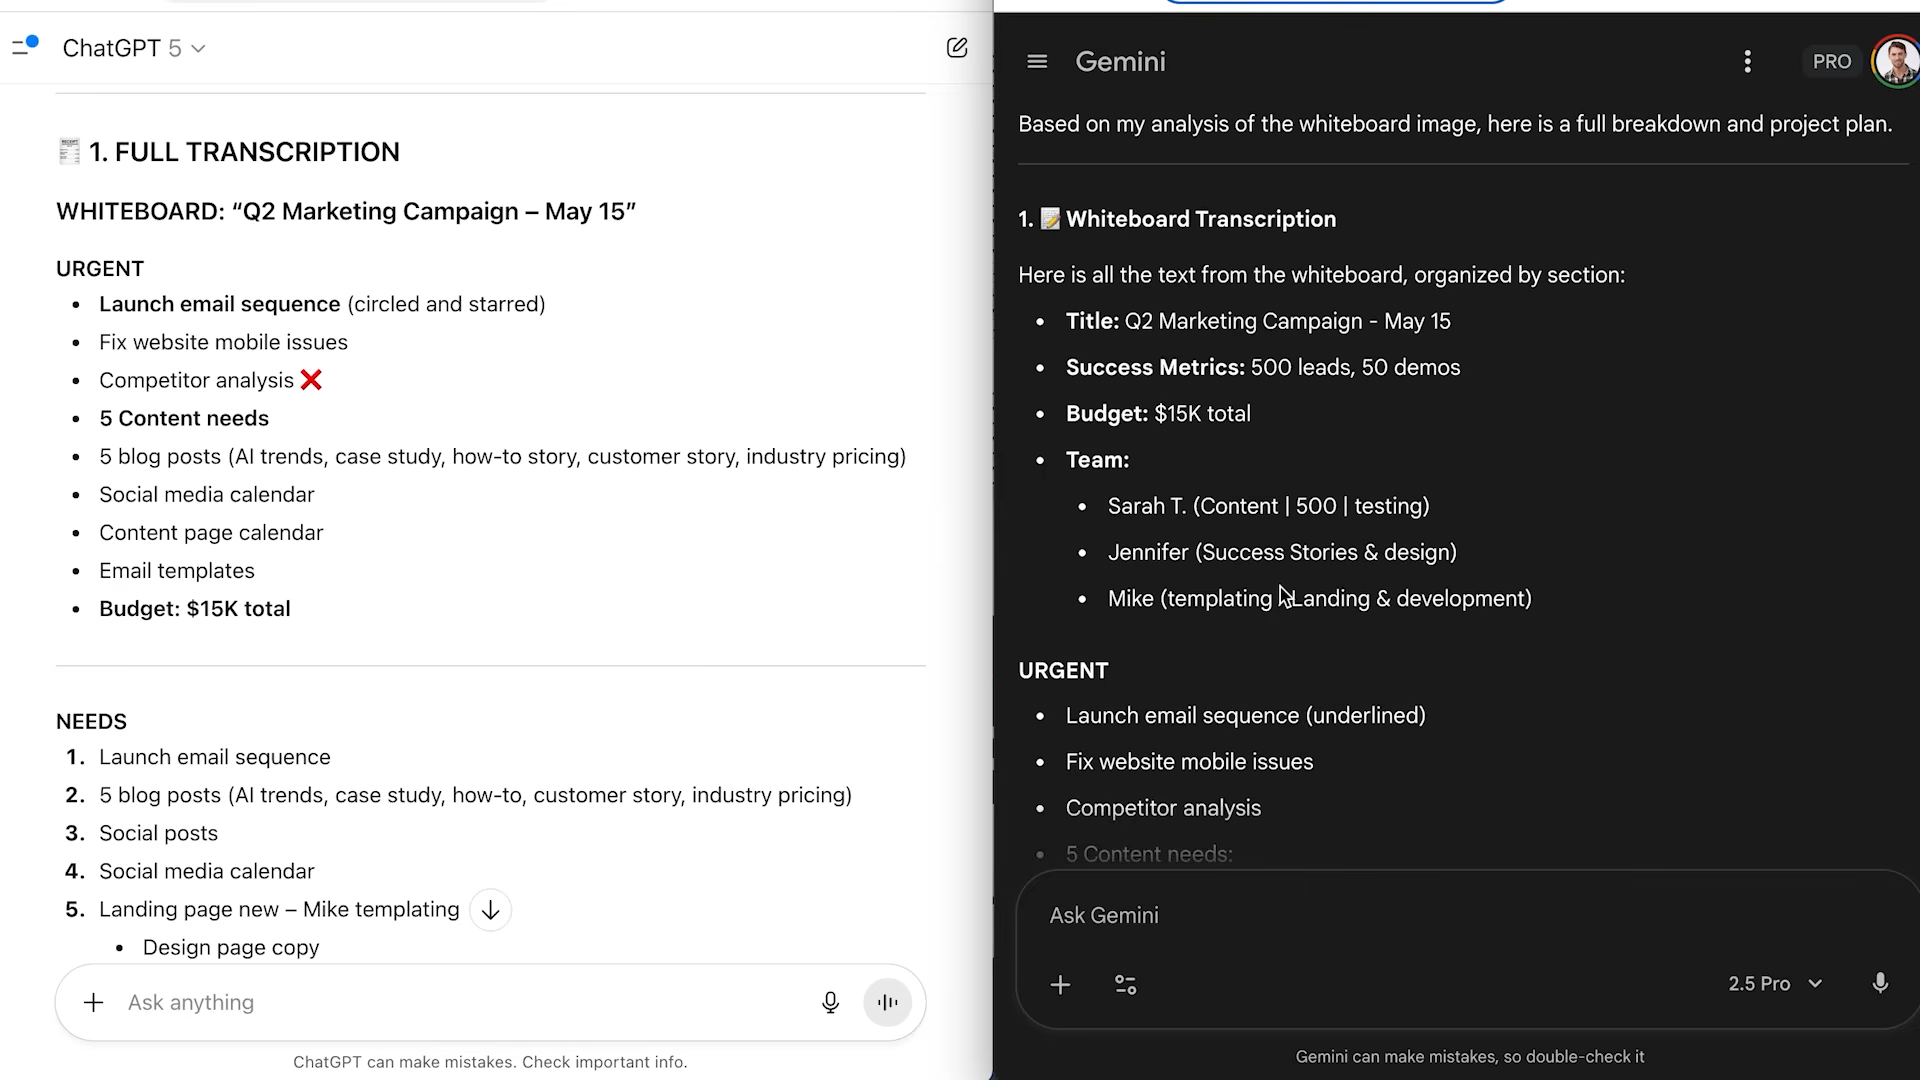 ChatGPT 5
1. FULL TRANSCRIPTION
WHITEBOARD: “Q2 Marketing Campaign – May 15”
URGENT
• Launch email sequence (circled and starred)
• Fix website mobile issues
• Competitor analysis ❌
• 5 Content needs
• 5 blog posts (AI trends, case study, how-to story, customer story, industry pricing)
• Social media calendar
• Content page calendar
• Email templates
• Budget: $15K total
NEEDS
1. Launch email sequence
2. 5 blog posts (AI trends, case study, how-to, customer story, industry pricing)
3. Social posts
4. Social media calendar
5. Landing page new – Mike templating
• Design page copy
Ask anything
ChatGPT can make mistakes. Check important info.
Gemini
PRO
Based on my analysis of the whiteboard image, here is a full breakdown and project plan.
1. 📝 Whiteboard Transcription
Here is all the text from the whiteboard, organized by section:
• Title: Q2 Marketing Campaign - May 15
• Success Metrics: 500 leads, 50 demos
• Budget: $15K total
• Team:
• Sarah T. (Content | 500 | testing)
• Jennifer (Success Stories & design)
• Mike (templating Landing & development)
URGENT
• Launch email sequence (underlined)
• Fix website mobile issues
• Competitor analysis
• 5 Content needs:
Ask Gemini
2.5 Pro
Gemini can make mistakes, so double-check it